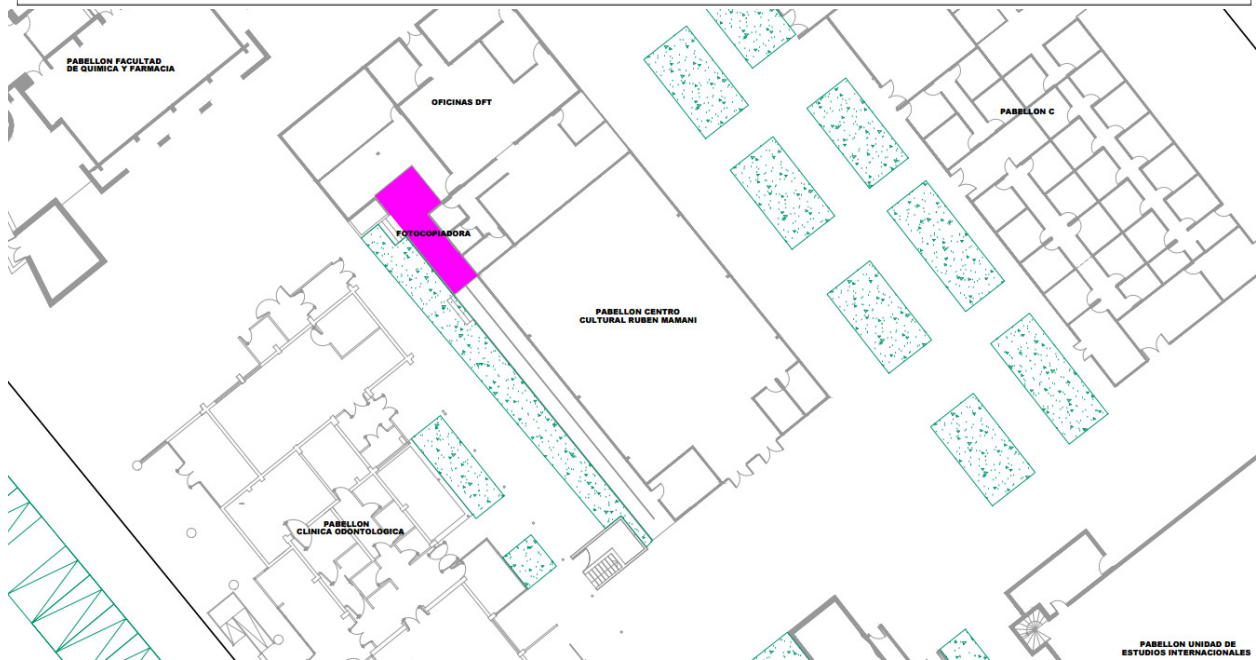 PABELLON FACULTAD
DE QUIMICA Y FARMACIA
OFICINAS DFT
PABELLON C
FOTOCOPIADORA
PABELLON CENTRO
CULTURAL RUBEN MAMANI
PABELLON
CLINICA ODONTOLOGICA
PABELLON UNIDAD DE
ESTUDIOS INTERNACIONALES